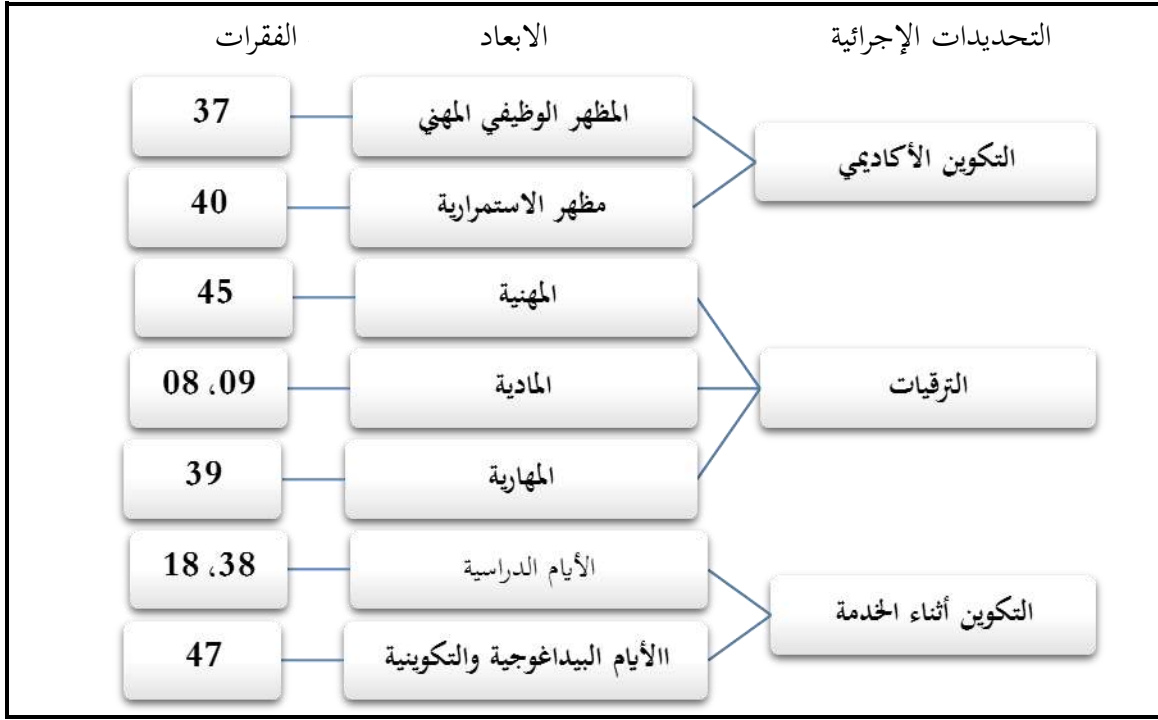 التحديدات الإجرائية الابعاد الفقرات
التكوين الأكاديمي
المظهر الوظيفي المهني 37
مظهر الاستمرارية 40
الترقيات
المهنية 45
المادية 09، 08
المهارية 39
التكوين أثناء الخدمة
الأيام الدراسية 38، 18
االأيام البيداغوجية والتكوينية 47